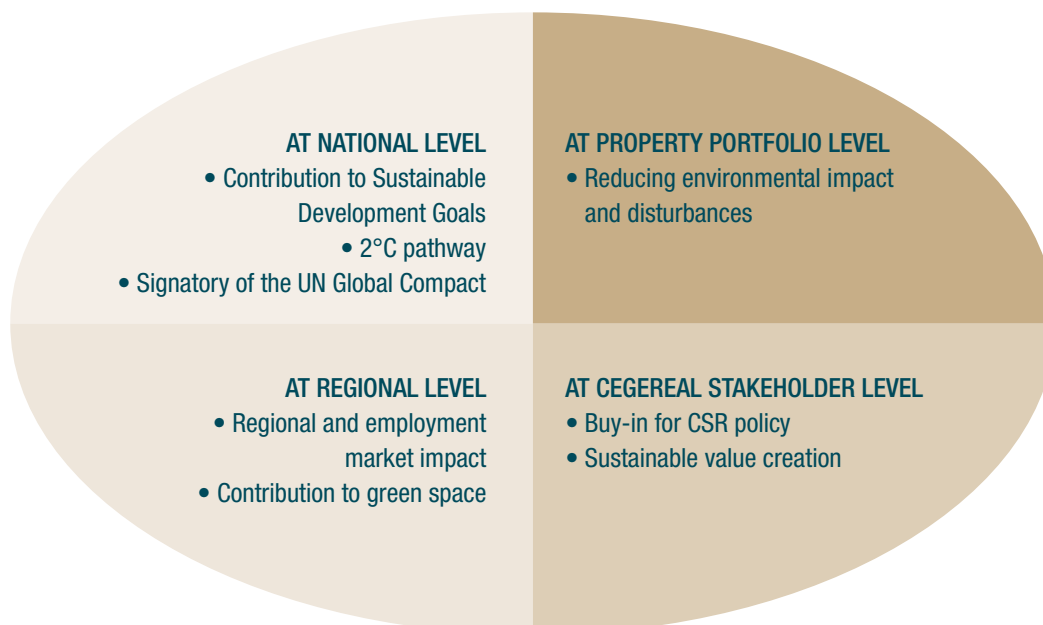 AT NATIONAL LEVEL
• Contribution to Sustainable
Development Goals
• 2°C pathway
• Signatory of the UN Global Compact
AT PROPERTY PORTFOLIO LEVEL
• Reducing environmental impact
and disturbances
AT REGIONAL LEVEL
• Regional and employment
market impact
• Contribution to green space
AT CEGEREAL STAKEHOLDER LEVEL
• Buy-in for CSR policy
• Sustainable value creation